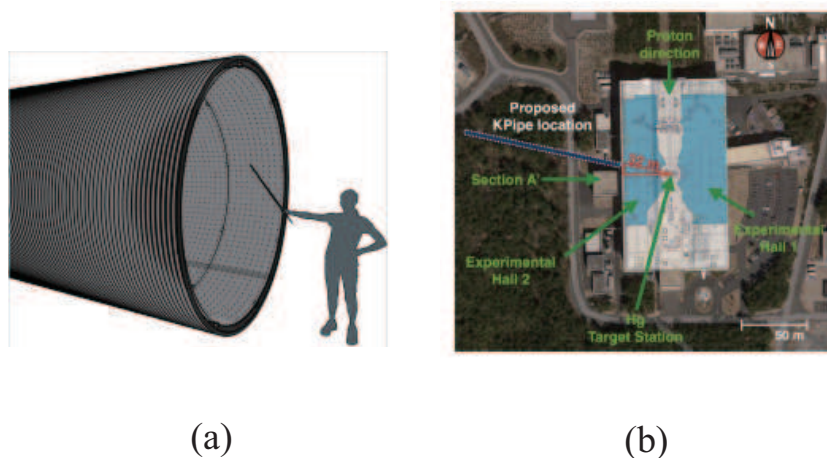 N
Proton
direction
Proposed
KPipe location
Section A'
Experimental
Hall 1
Experimental
Hall 2
Hg
Target Station
50 m
(a)
(b)